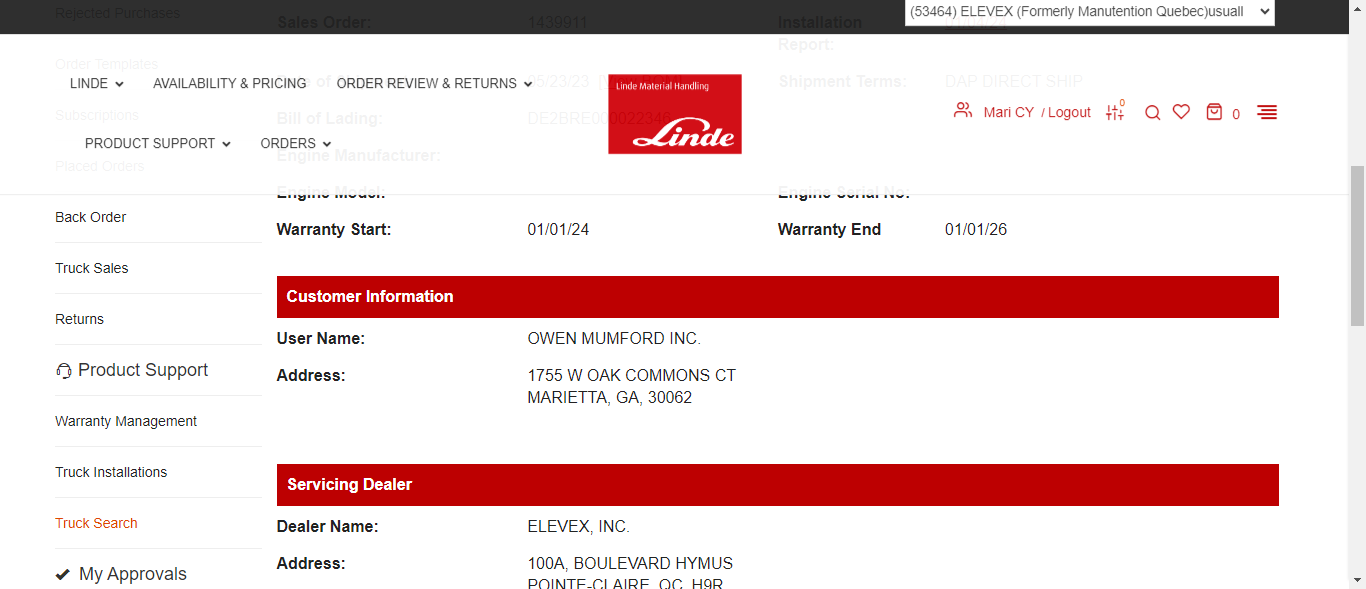 Rejected Purchases
Sales Order: 1439911 Installation Report:
(53464) ELEVEX (Formerly Manutention Quebec)usuall
Order Templates
LINDE AVAILABILITY & PRICING ORDER REVIEW & RETURNS
05/23/23
Shipment Terms: DAP DIRECT SHIP
Linde Material Handling
Linde
Mari CY / Logout 0 0
Subscriptions
Bill of Lading: DE2BRE000022346
PRODUCT SUPPORT ORDERS
Engine Manufacturer:
Placed Orders
Engine Model: Engine Serial No:
Back Order
Warranty Start: 01/01/24 Warranty End 01/01/26
Truck Sales
Customer Information
Returns
User Name: OWEN MUMFORD INC.
Product Support
Address: 1755 W OAK COMMONS CT
MARIETTA, GA, 30062
Warranty Management
Truck Installations
Servicing Dealer
Truck Search
Dealer Name: ELEVEX, INC.
My Approvals
Address: 100A, BOULEVARD HYMUS
POINTE-CLAIRE, QC, H9R